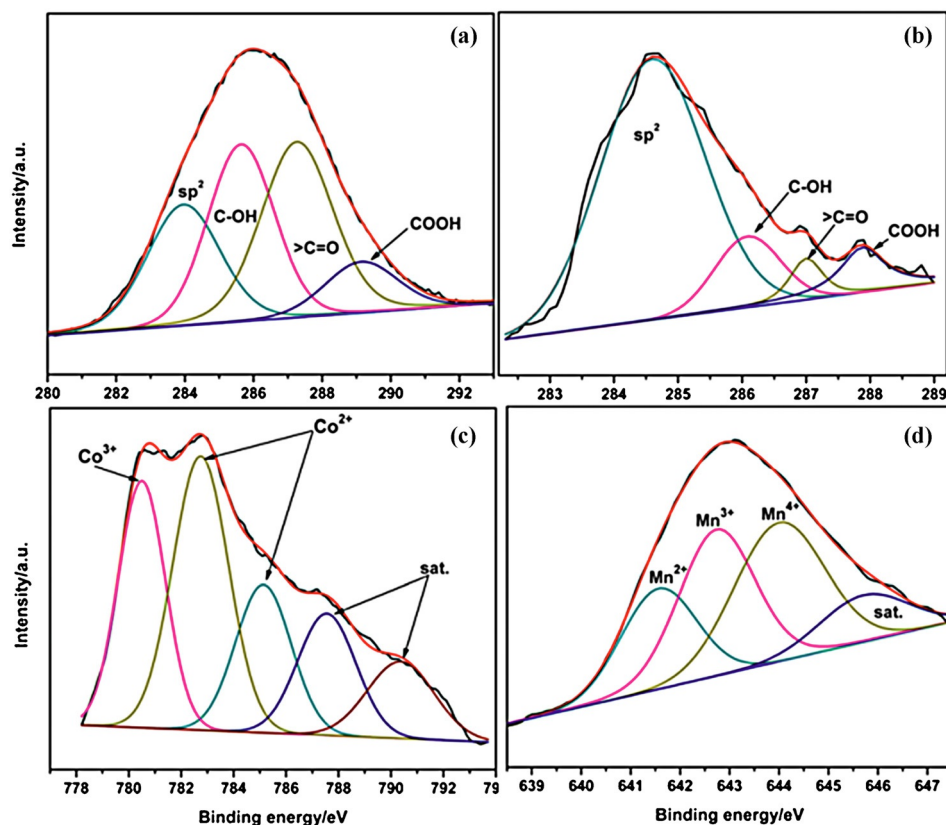 (a)
Intensity/a.u.
sp²
C-OH
>C=O
COOH
280 282 284 286 288 290 292
(b)
sp²
C-OH
>C=O
COOH
283 284 285 286 287 288 289
(c)
Intensity/a.u.
Co³⁺
Co²⁺
sat.
778 780 782 784 786 788 790 79
Binding energy/eV
(d)
Mn²⁺
Mn³⁺
Mn⁴⁺
sat.
639 640 641 642 643 644 645 646 647
Binding energy/eV